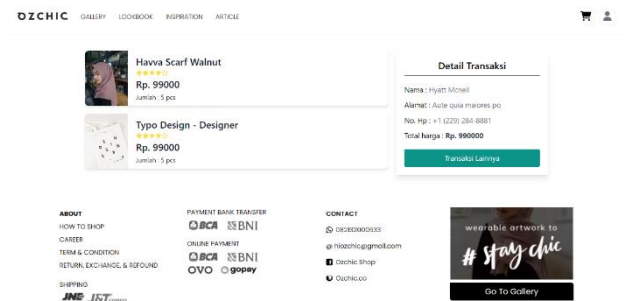 OZCHIC GALLERY LOOKBOOK INSPIRATION ARTICLE
Havva Scarf Walnut
Rp. 99000
Jumlah : 5 pcs
Typo Design - Designer
Rp. 99000
Jumlah : 5 pcs
Detail Transaksi
Nama : Hyatt Mcneil
Alamat : Aute quia maiores po
No. Hp : +1 (229) 284-8881
Total harga : Rp. 990000
Transaksi Lainnya
ABOUT
HOW TO SHOP
CAREER
TERM & CONDITION
RETURN, EXCHANGE, & REFOUND
SHIPPING
JNE J&T
PAYMENT BANK TRANSFER
BCA BNI
ONLINE PAYMENT
BCA BNI
OVO gopay
CONTACT
082132000633
@ hiozchic@gmail.com
Ozchic Shop
Ozchic.co
wearable artwork to
# stay chic
Go To Gallery